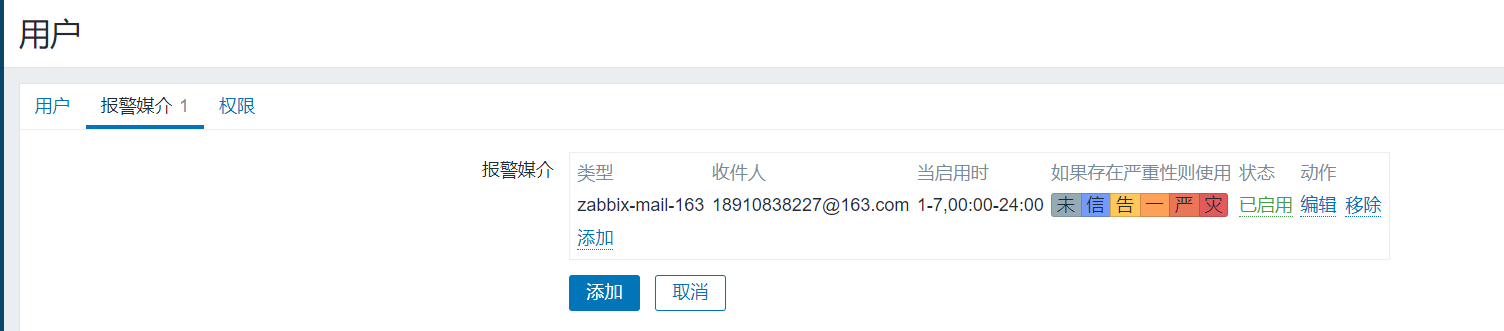 用户
用户 报警媒介 1 权限
报警媒介 类型 收件人 当启用时 如果存在严重性则使用 状态 动作
zabbix-mail-163 18910838227@163.com 1-7,00:00-24:00 未 信 告 一 严 灾 已启用 编辑 移除
添加
添加 取消